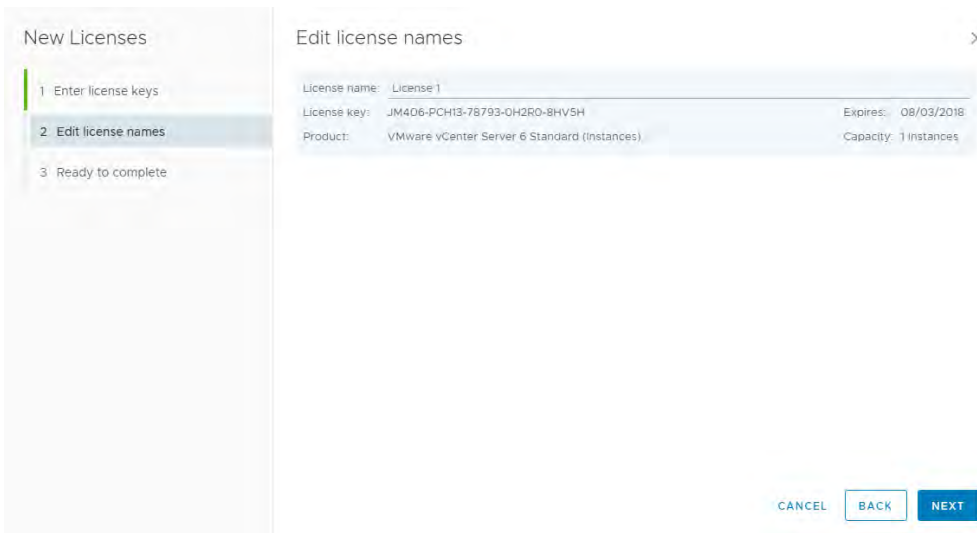 New Licenses
1 Enter license keys
2 Edit license names
3 Ready to complete
Edit license names
License name: License 1
License key: JM406-PCH13-78793-0H2R0-8HV5H Expires: 08/03/2018
Product: VMware vCenter Server 6 Standard (Instances) Capacity: 1 Instances
CANCEL BACK NEXT